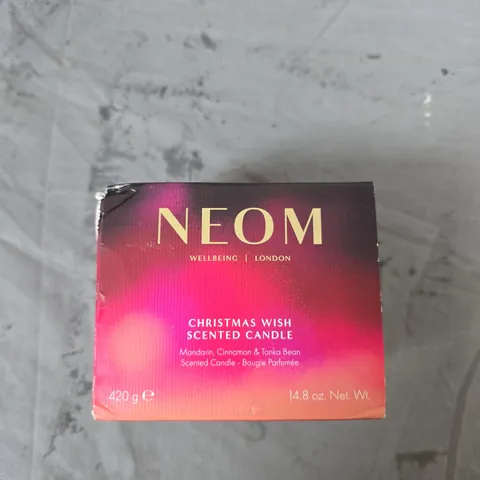 NEOM
WELLBEING | LONDON
CHRISTMAS WISH
SCENTED CANDLE
Mandarin, Cinnamon & Tonka Bean
Scented Candle - Bougie Parfumée
420 g ℮
14.8 oz. Net. Wt.